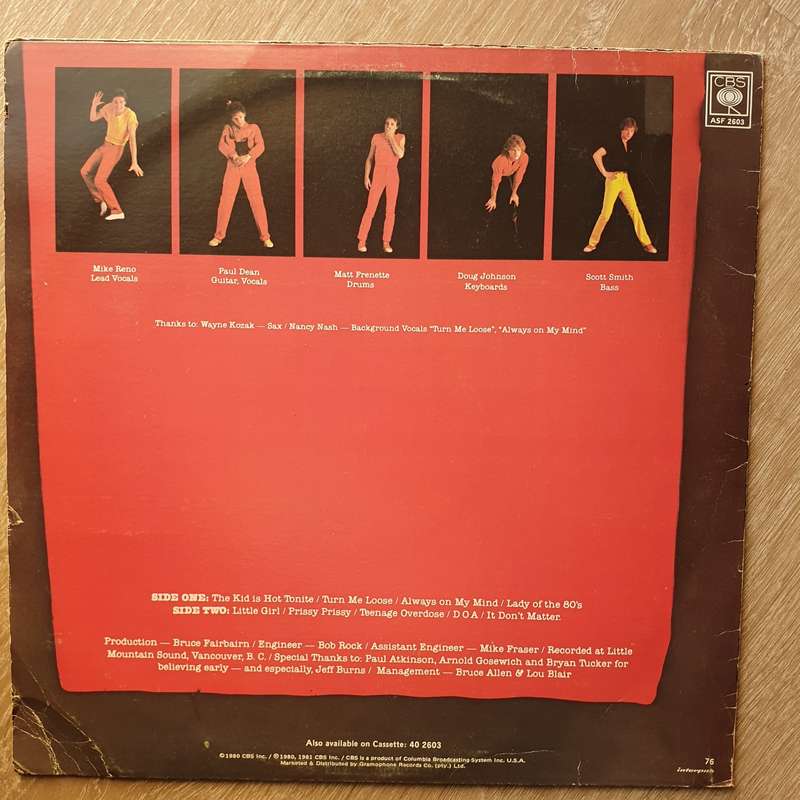 CBS
ASF 2603
Mike Reno
Lead Vocals
Paul Dean
Guitar, Vocals
Matt Frenette
Drums
Doug Johnson
Keyboards
Scott Smith
Bass
Thanks to: Wayne Kozak — Sax / Nancy Nash — Background Vocals "Turn Me Loose", "Always on My Mind"
SIDE ONE: The Kid is Hot Tonite / Turn Me Loose / Always on My Mind / Lady of the 80's
SIDE TWO: Little Girl / Prissy Prissy / Teenage Overdose / D O A / It Don't Matter.
Production — Bruce Fairbairn / Engineer — Bob Rock / Assistant Engineer — Mike Fraser / Recorded at Little
Mountain Sound, Vancouver, B. C. / Special Thanks to: Paul Atkinson, Arnold Gosewich and Bryan Tucker for
believing early — and especially, Jeff Burns / Management — Bruce Allen & Lou Blair
Also available on Cassette: 40 2603
©1980 CBS Inc. / ℗ 1980, 1981 CBS Inc. / CBS is a product of Columbia Broadcasting System Inc. U.S.A.
Marketed & Distributed by Gramophone Records Co. (pty.) Ltd.
76
interpak